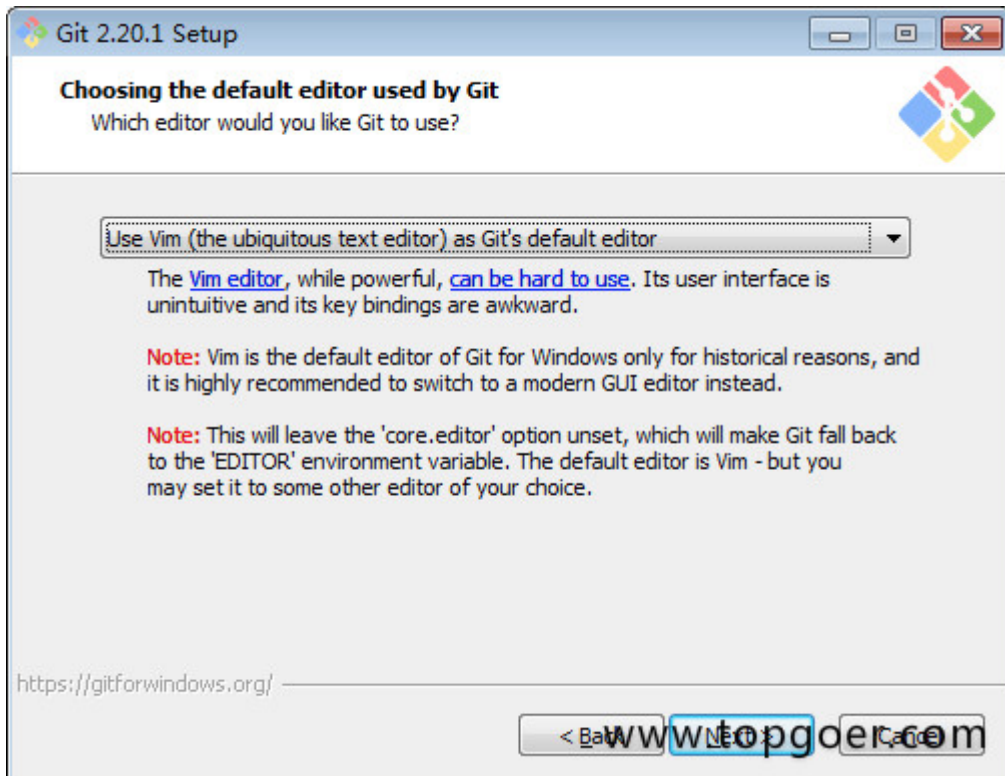 Git 2.20.1 Setup
Choosing the default editor used by Git
Which editor would you like Git to use?
Use Vim (the ubiquitous text editor) as Git's default editor
The Vim editor, while powerful, can be hard to use. Its user interface is
unintuitive and its key bindings are awkward.
Note: Vim is the default editor of Git for Windows only for historical reasons, and
it is highly recommended to switch to a modern GUI editor instead.
Note: This will leave the 'core.editor' option unset, which will make Git fall back
to the 'EDITOR' environment variable. The default editor is Vim - but you
may set it to some other editor of your choice.
https://gitforwindows.org/
< Back Next > Cancel
www.topgoer.com